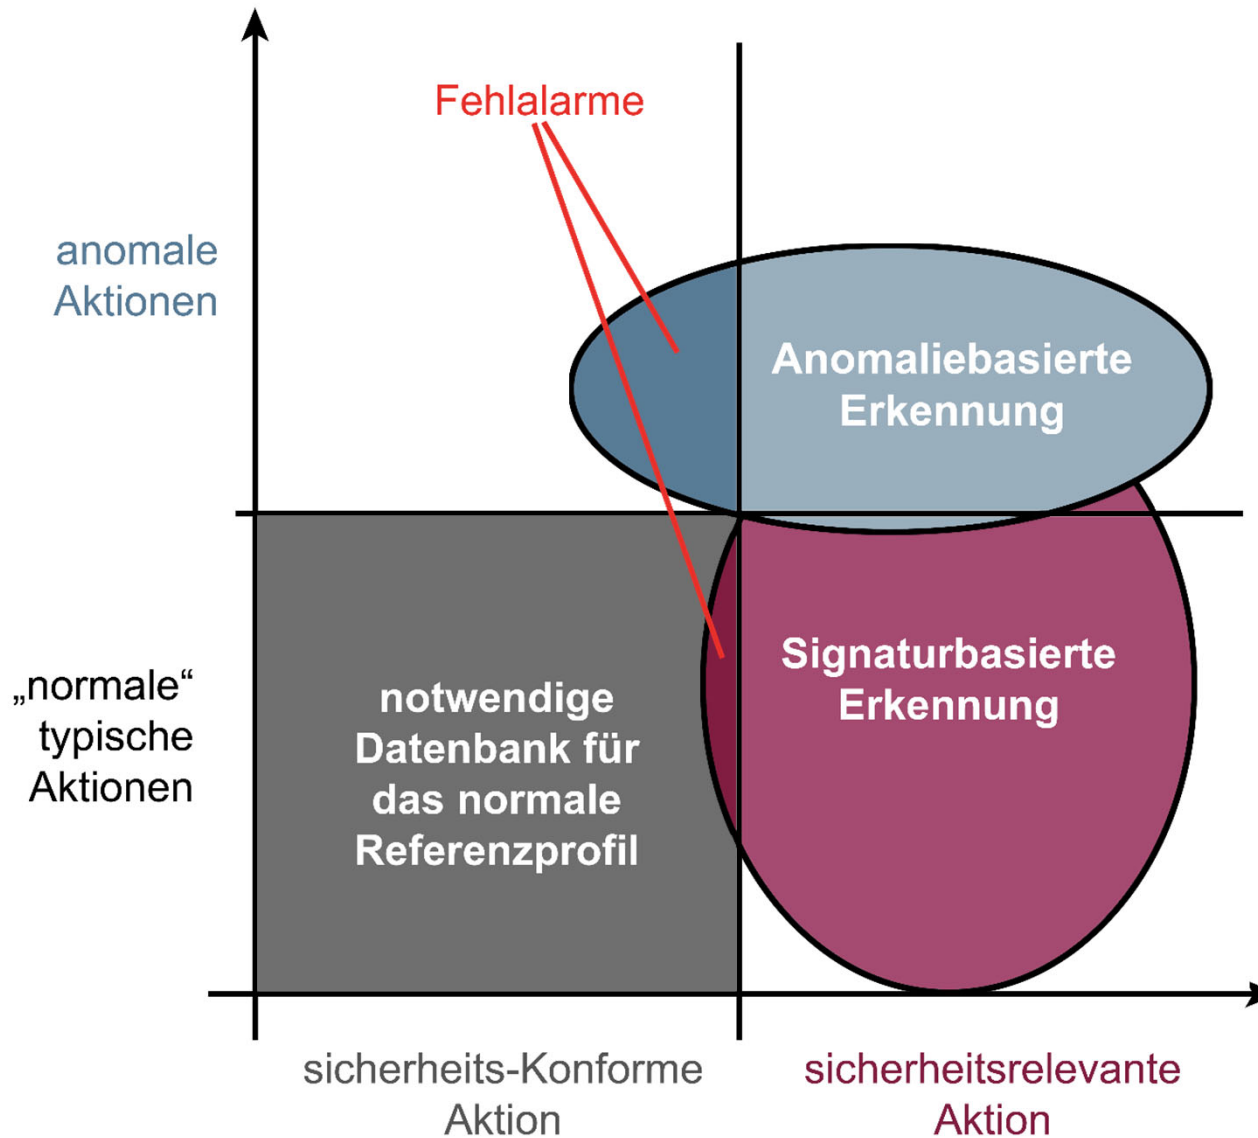 Fehlalarme
anomale
Aktionen
Anomaliebasierte
Erkennung
„normale“
typische
Aktionen
notwendige
Datenbank für
das normale
Referenzprofil
Signaturbasierte
Erkennung
sicherheits-Konforme
Aktion
sicherheitsrelevante
Aktion